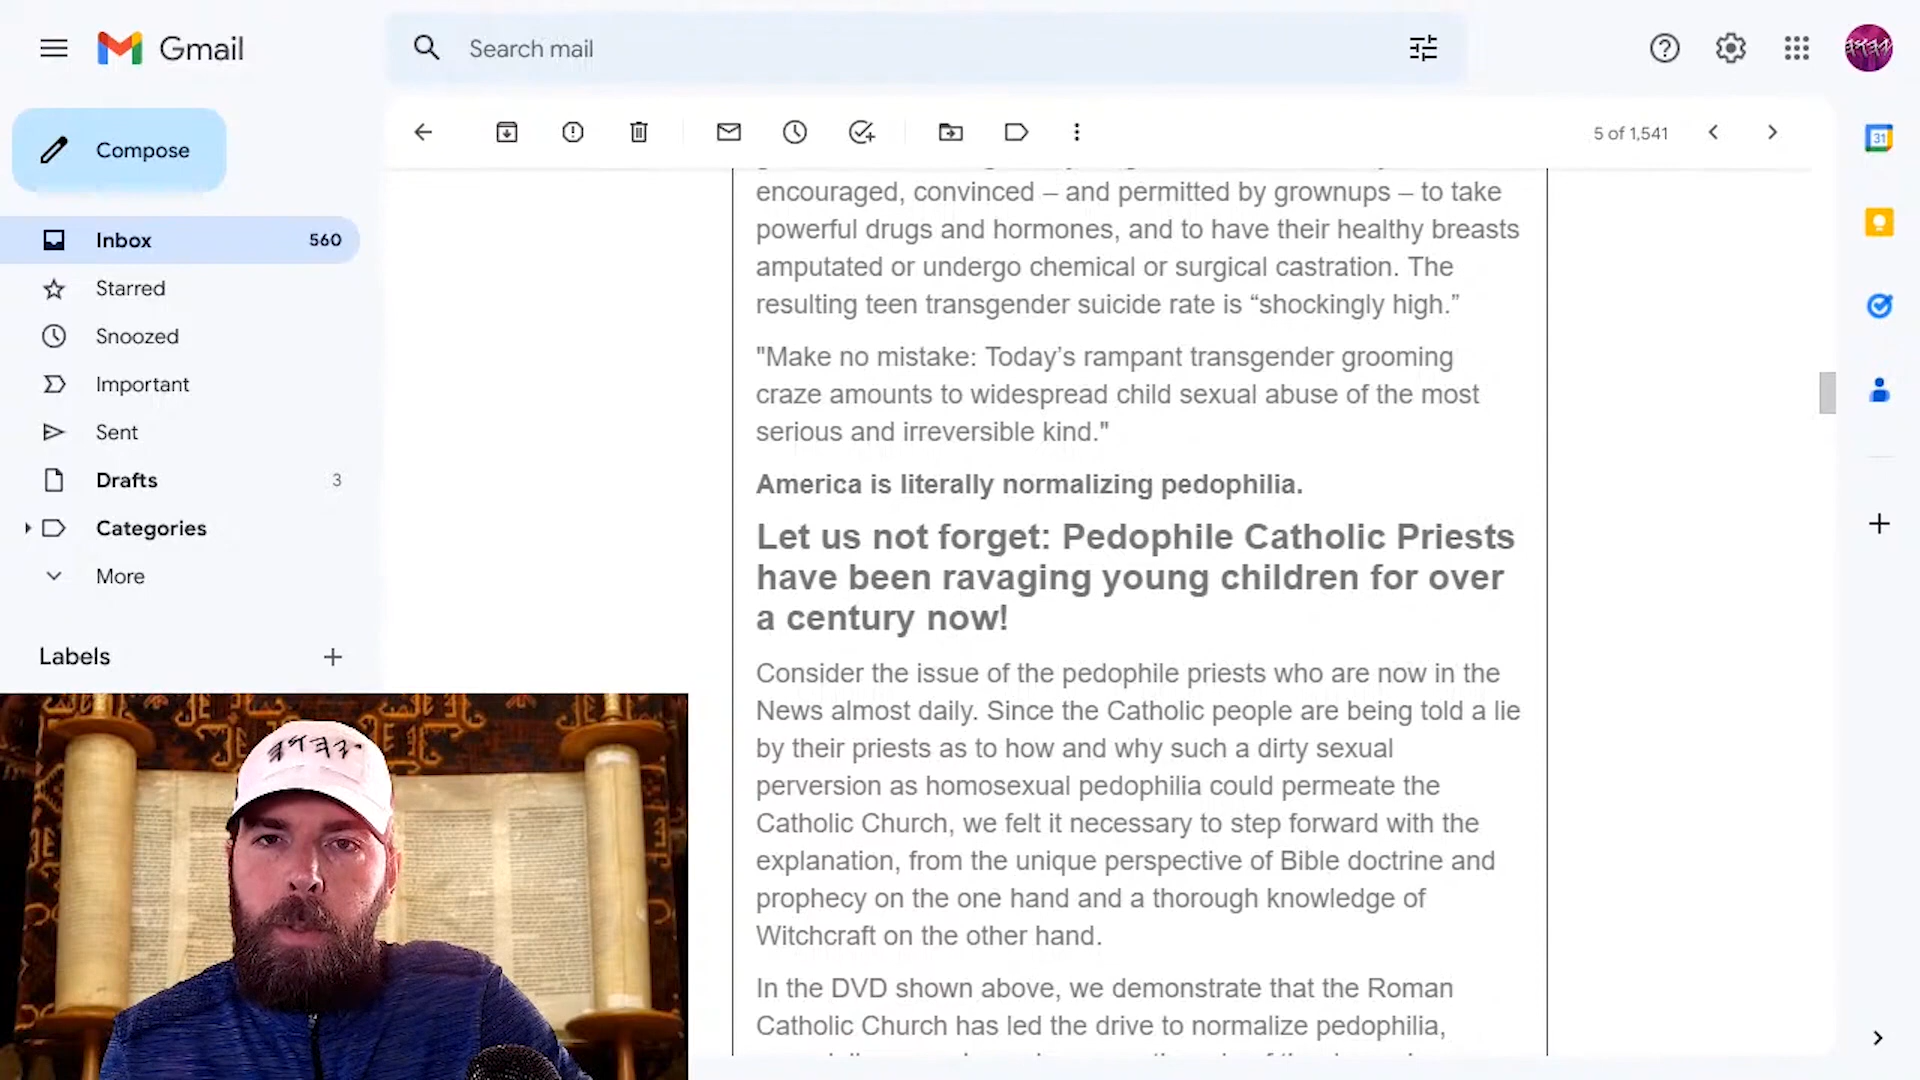 Gmail
Search mail
Compose
5 of 1,541
31
Inbox 560
Starred
Snoozed
Important
Sent
Drafts 3
Categories
More
Labels
encouraged, convinced – and permitted by grownups – to take
powerful drugs and hormones, and to have their healthy breasts
amputated or undergo chemical or surgical castration. The
resulting teen transgender suicide rate is “shockingly high.”
"Make no mistake: Today’s rampant transgender grooming
craze amounts to widespread child sexual abuse of the most
serious and irreversible kind."
America is literally normalizing pedophilia.
Let us not forget: Pedophile Catholic Priests
have been ravaging young children for over
a century now!
Consider the issue of the pedophile priests who are now in the
News almost daily. Since the Catholic people are being told a lie
by their priests as to how and why such a dirty sexual
perversion as homosexual pedophilia could permeate the
Catholic Church, we felt it necessary to step forward with the
explanation, from the unique perspective of Bible doctrine and
prophecy on the one hand and a thorough knowledge of
Witchcraft on the other hand.
In the DVD shown above, we demonstrate that the Roman
Catholic Church has led the drive to normalize pedophilia,